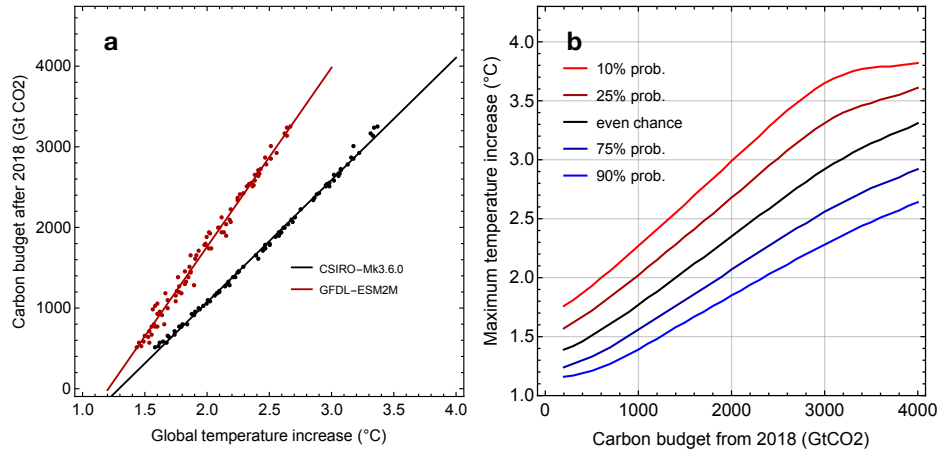 a
Carbon budget after 2018 (Gt CO2)
4000
3000
2000
1000
0
CSIRO−Mk3.6.0
GFDL−ESM2M
1.0 1.5 2.0 2.5 3.0 3.5 4.0
Global temperature increase (°C)
b
Maximum temperature increase (°C)
4.0
3.5
3.0
2.5
2.0
1.5
1.0
10% prob.
25% prob.
even chance
75% prob.
90% prob.
0 1000 2000 3000 4000
Carbon budget from 2018 (GtCO2)